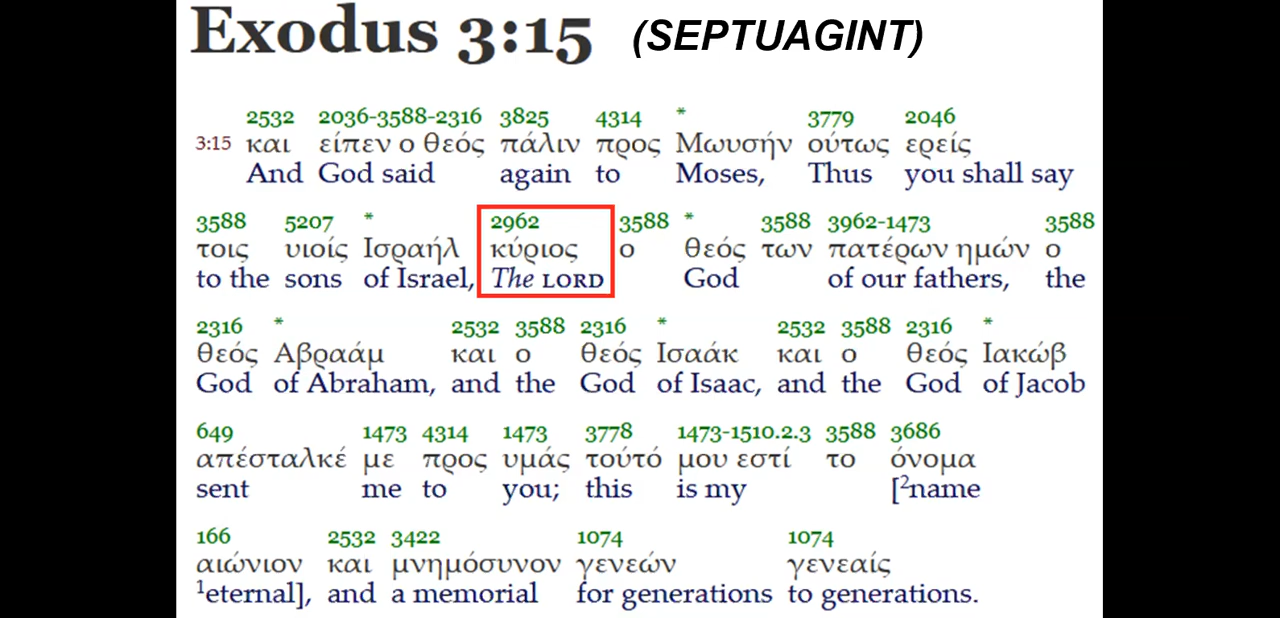 Exodus 3:15 (SEPTUAGINT)
2532 2036-3588-2316 3825 4314 * 3779 2046
3:15 και είπεν ο θεός πάλιν προς Μωυσήν ούτως ερείς
And God said again to Moses, Thus you shall say
3588 5207 * 2962 3588 * 3588 3962-1473 3588
τοις υιοίς Ισραήλ κύριος ο θεός των πατέρων ημών ο
to the sons of Israel, The LORD God of our fathers, the
2316 * 2532 3588 2316 * 2532 3588 2316 *
θεός Αβραάμ και ο θεός Ισαάκ και ο θεός Ιακώβ
God of Abraham, and the God of Isaac, and the God of Jacob
649 1473 4314 1473 3778 1473-1510.2.3 3588 3686
απέσταλκέ με προς υμάς τούτό μου εστί το όνομα
sent me to you; this is my [²name
166 2532 3422 1074 1074
αιώνιον και μνημόσυνον γενεών γενεαίς
¹eternal], and a memorial for generations to generations.